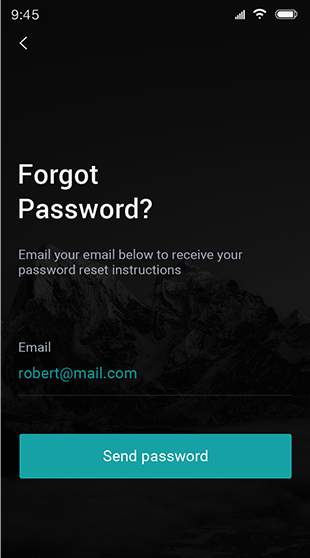 9:45
Forgot
Password?
Email your email below to receive your
password reset instructions
Email
robert@mail.com
Send password